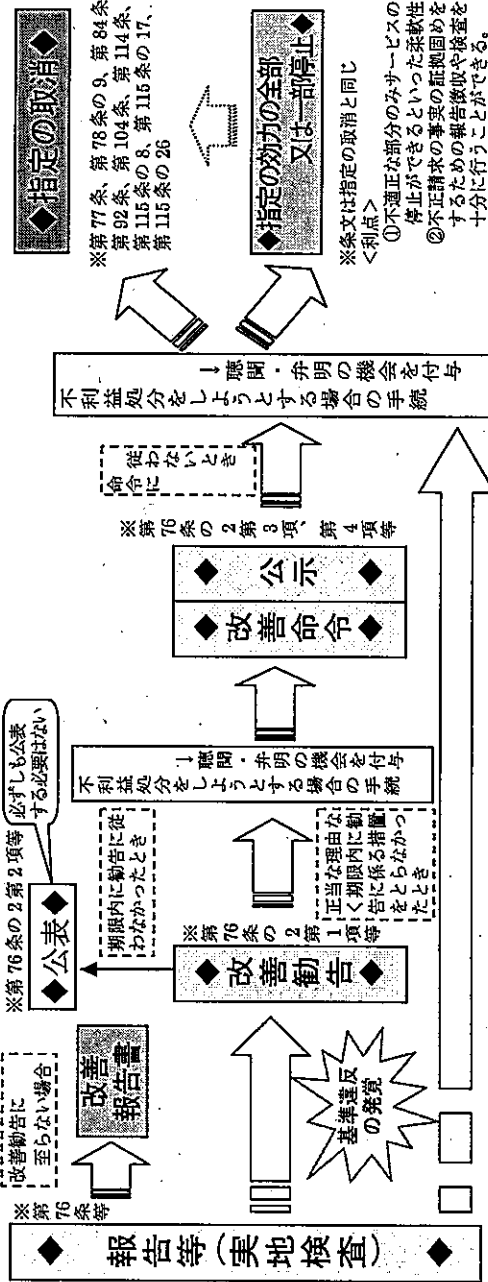 ◆報告等(実地検査)◆
※第76条等
改善勧告に
至らない場合
改善
報告書
基準違反
の発覚
※第76条の2第2項等
◆公表◆
必ずしも公表
する必要はない
期限内に勧告に従
わなかったとき
※第76条の2第1項等
◆改善勧告◆
正当な理由な
く期限内に勧
告に係る措置
をとらなかっ
たとき
不利益処分をしようとする場合の手続
→聴聞・弁明の機会を付与
※第76条の2第3項、第4項等
◆改善命令◆
◆公示◆
命令に
従わないとき
不利益処分をしようとする場合の手続
→聴聞・弁明の機会を付与
◆指定の取消◆
※第77条、第78条の9、第84条
第92条、第104条、第114条、
第115条の8、第115条の17、
第115条の26
◆指定の効力の全部
又は一部停止◆
※条文は指定の取消と同じ
<利点>
①不適正な部分のみサービスの
停止ができるといった柔軟性
②不正請求の事実の証拠固めを
するための報告徴収や検査を
十分に行うことができる。